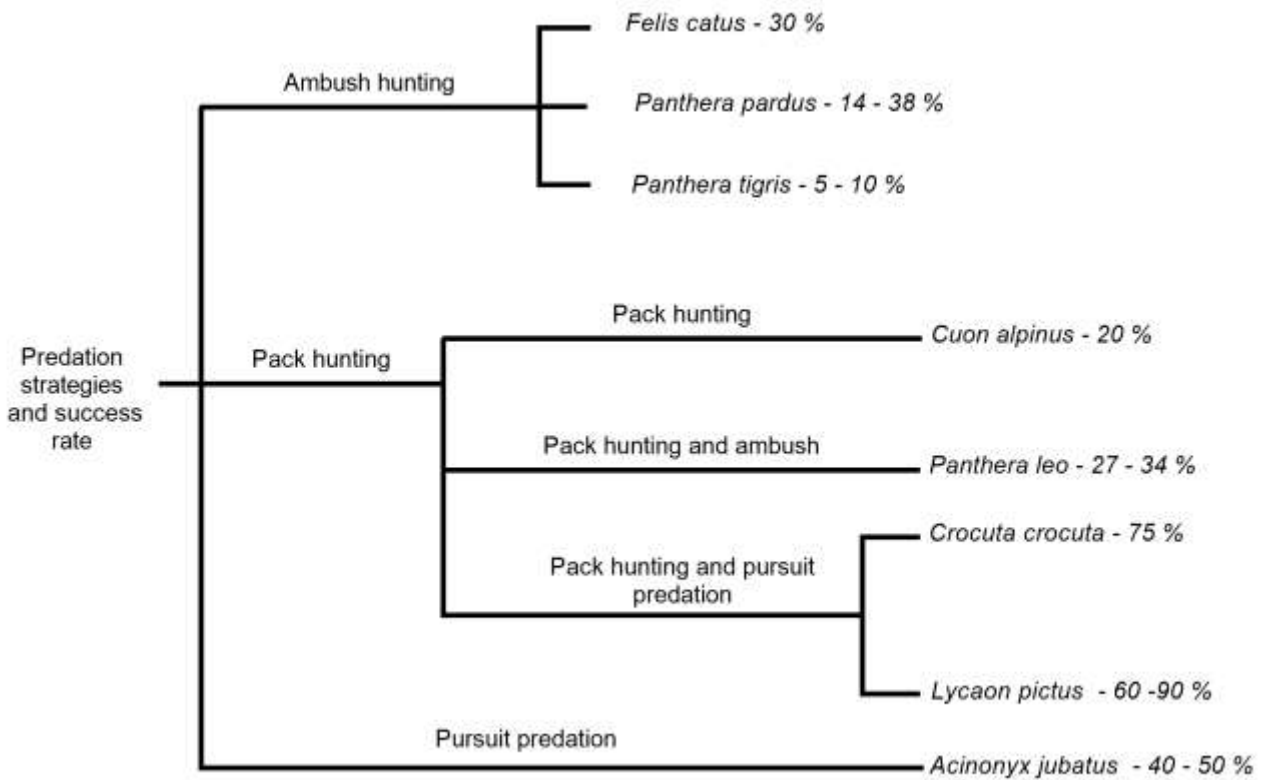 Felis catus - 30 %
Ambush hunting
Panthera pardus - 14 - 38 %
Panthera tigris - 5 - 10 %
Pack hunting
Cuon alpinus - 20 %
Predation
strategies
and success
rate
Pack hunting
Pack hunting and ambush
Panthera leo - 27 - 34 %
Crocuta crocuta - 75 %
Pack hunting and pursuit
predation
Lycaon pictus - 60 -90 %
Pursuit predation
Acinonyx jubatus - 40 - 50 %